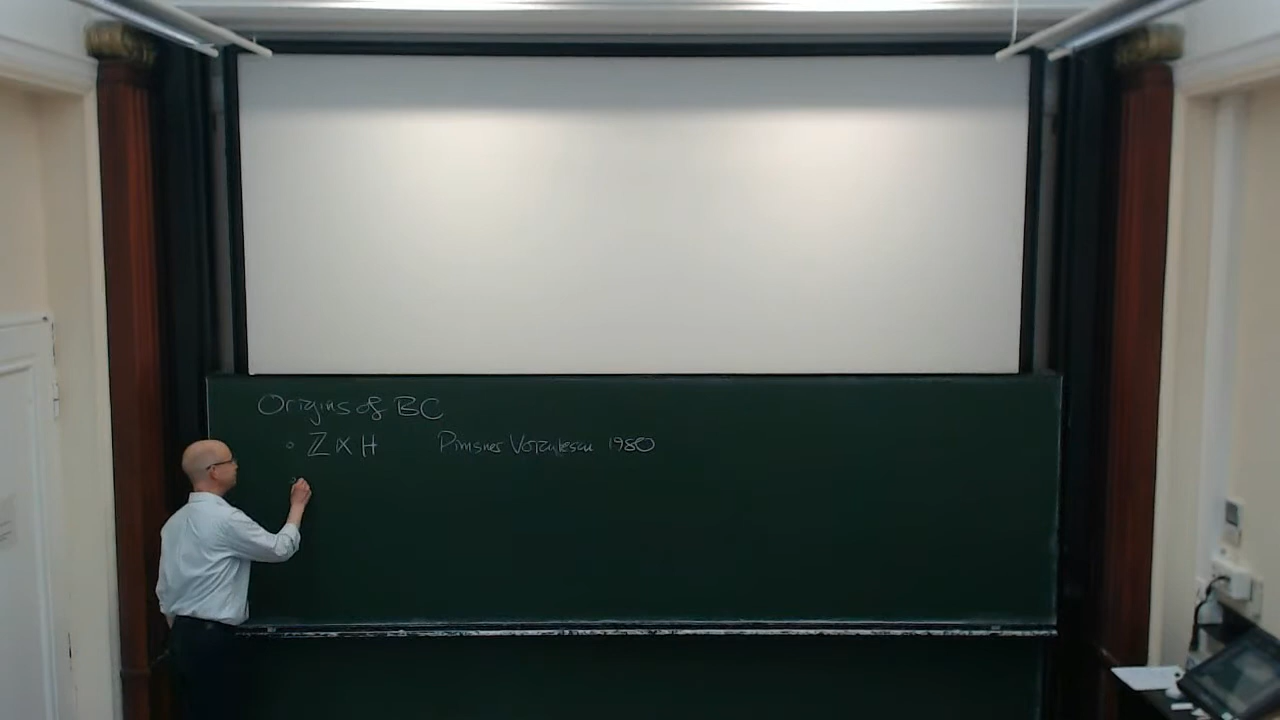 Origins of BC
◦ ℤ ⋊ H Pimsner Voiculescu 1980